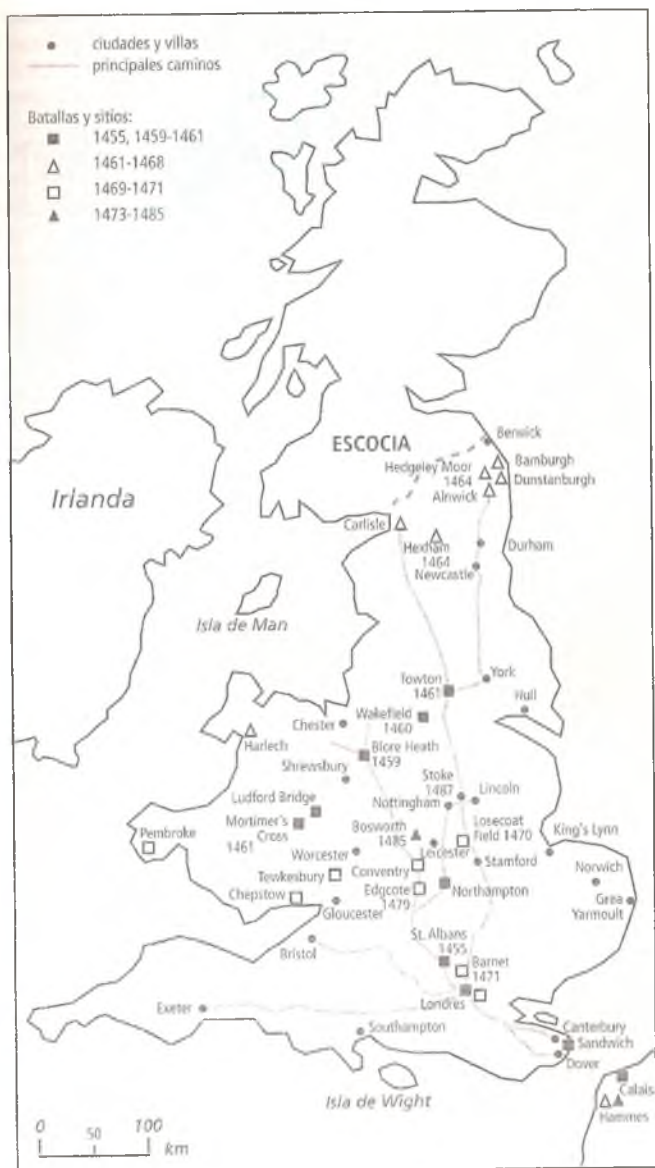 ciudades y villas
principales caminos
Batallas y sitios:
1455, 1459-1461
1461-1468
1469-1471
1473-1485
ESCOCIA
Berwick
Hedgeley Moor
1464
Bamburgh
Dunstanburgh
Alnwick
Irlanda
Carlisle
Hexham
1464
Durham
Newcastle
Isla de Man
York
Towton
1461
Hull
Wakefield
1460
Chester
Harlech
Blore Heath
1459
Shrewsbury
Stoke
1487
Lincoln
Ludford Bridge
Nottingham
Mortimer's
Cross
1461
Bosworth
1485
Losecoat
Field 1470
King's Lynn
Pembroke
Worcester
Leicester
Stamford
Norwich
Tewkesbury
Conventry
Chepstow
Edgcote
1479
Northampton
Grea
Yarmoult
Gloucester
St. Albans
1455
Bristol
Barnet
1471
Londres
Exeter
Southampton
Canterbury
Sandwich
Dover
Isla de Wight
Calais
Hammes
0 50 100
km